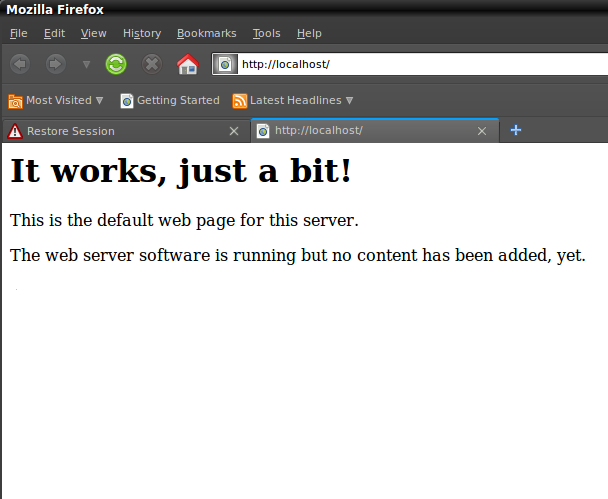 Mozilla Firefox
File Edit View History Bookmarks Tools Help
http://localhost/
Most Visited Getting Started Latest Headlines
Restore Session http://localhost/
It works, just a bit!
This is the default web page for this server.
The web server software is running but no content has been added, yet.